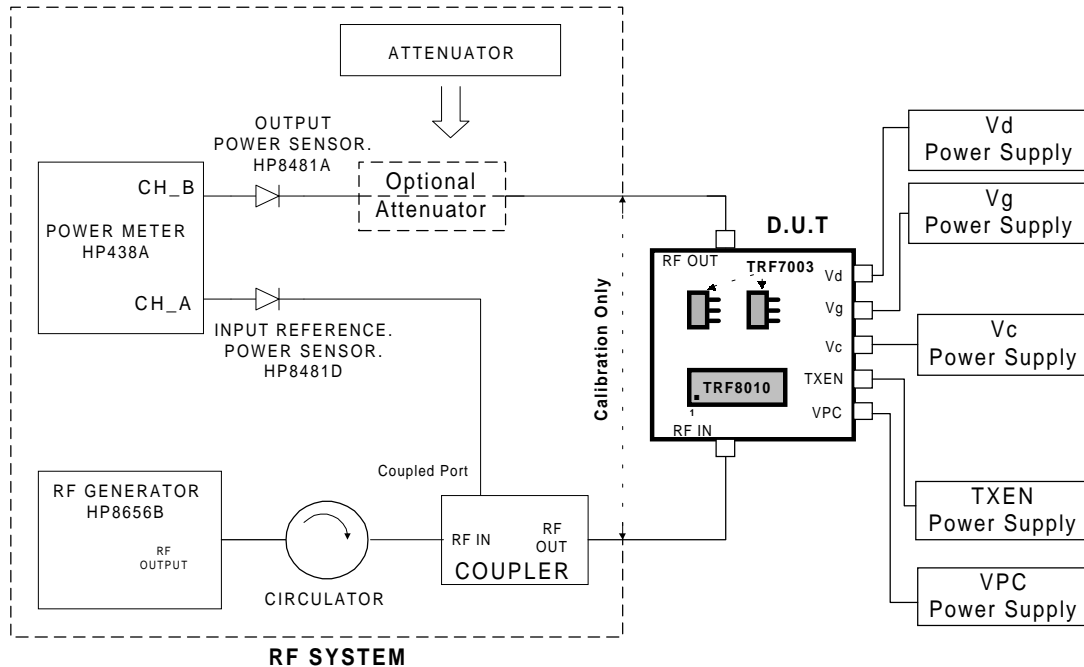 ATTENUATOR
OUTPUT
POWER SENSOR.
HP8481A
CH_B
Optional
Attenuator
POWER METER
HP438A
CH_A
INPUT REFERENCE.
POWER SENSOR.
HP8481D
Calibration Only
Coupled Port
RF GENERATOR
HP8656B
RF
OUTPUT
CIRCULATOR
RF IN
RF
OUT
COUPLER
RF SYSTEM
D.U.T
RF OUT
TRF7003
Vd
Vg
Vc
TXEN
VPC
TRF8010
1
RF IN
Vd
Power Supply
Vg
Power Supply
Vc
Power Supply
TXEN
Power Supply
VPC
Power Supply